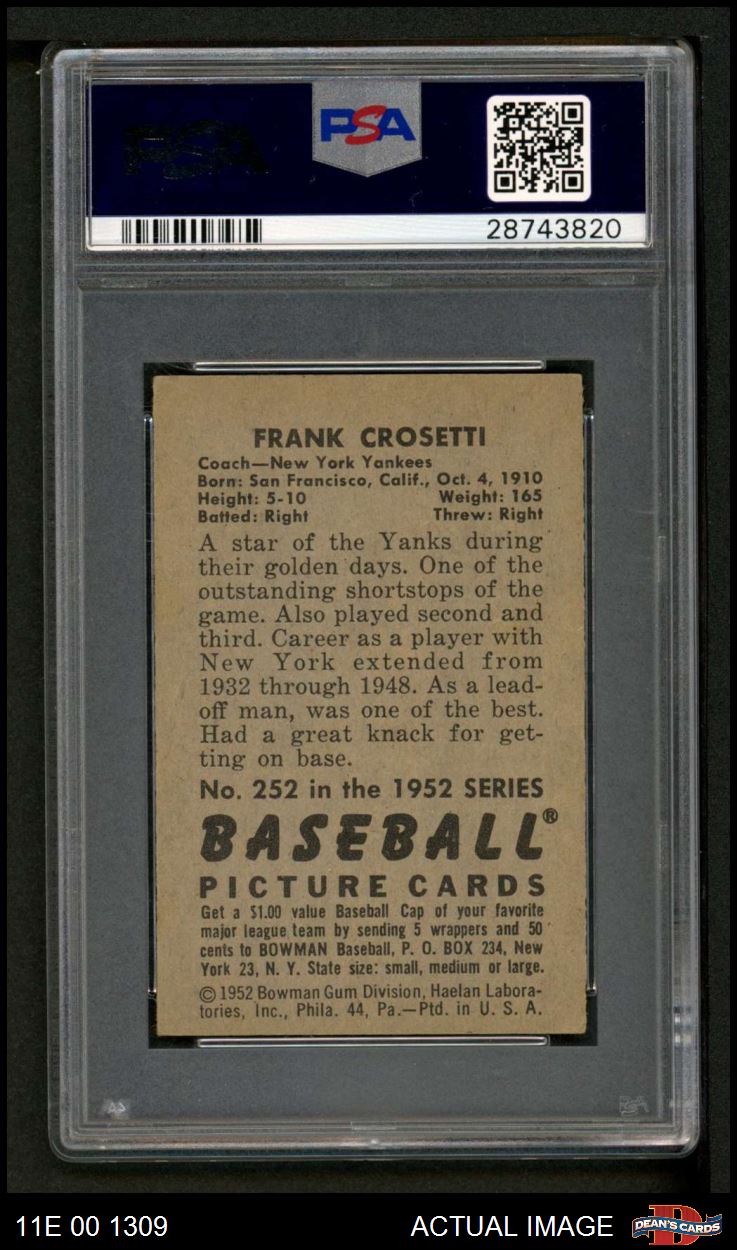 PSA
PSA
28743820
FRANK CROSETTI
Coach—New York Yankees
Born: San Francisco, Calif., Oct. 4, 1910
Height: 5-10 Weight: 165
Batted: Right Threw: Right
A star of the Yanks during
their golden days. One of the
outstanding shortstops of the
game. Also played second and
third. Career as a player with
New York extended from
1932 through 1948. As a lead-
off man, was one of the best.
Had a great knack for get-
ting on base.
No. 252 in the 1952 SERIES
BASEBALL®
PICTURE CARDS
Get a $1.00 value Baseball Cap of your favorite
major league team by sending 5 wrappers and 50
cents to BOWMAN Baseball, P. O. BOX 234, New
York 23, N. Y. State size: small, medium or large.
© 1952 Bowman Gum Division, Haelan Labora-
tories, Inc., Phila. 44, Pa.—Ptd. in U. S. A.
PSA
11E 00 1309 ACTUAL IMAGE DEAN'S CARDS